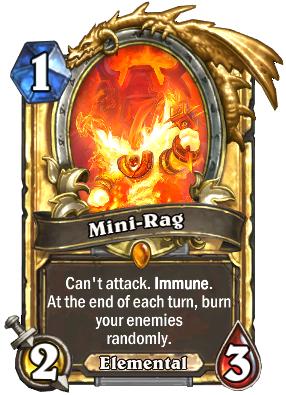 1
Mini-Rag
Can't attack. Immune.
At the end of each turn, burn
your enemies
randomly.
2
Elemental
3